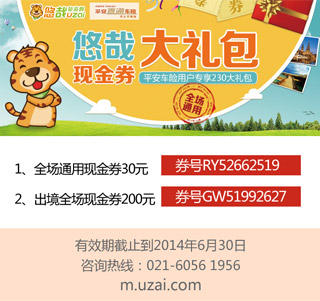 悠哉旅游网
uzai
平安直通车险
悠哉
现金券
大礼包
平安车险用户专享230大礼包
全场
通用
1、全场通用现金券30元
券号RY52662519
2、出境全场现金券200元
券号GW51992627
有效期截止到2014年6月30日
咨询热线：021-6056 1956
m.uzai.com